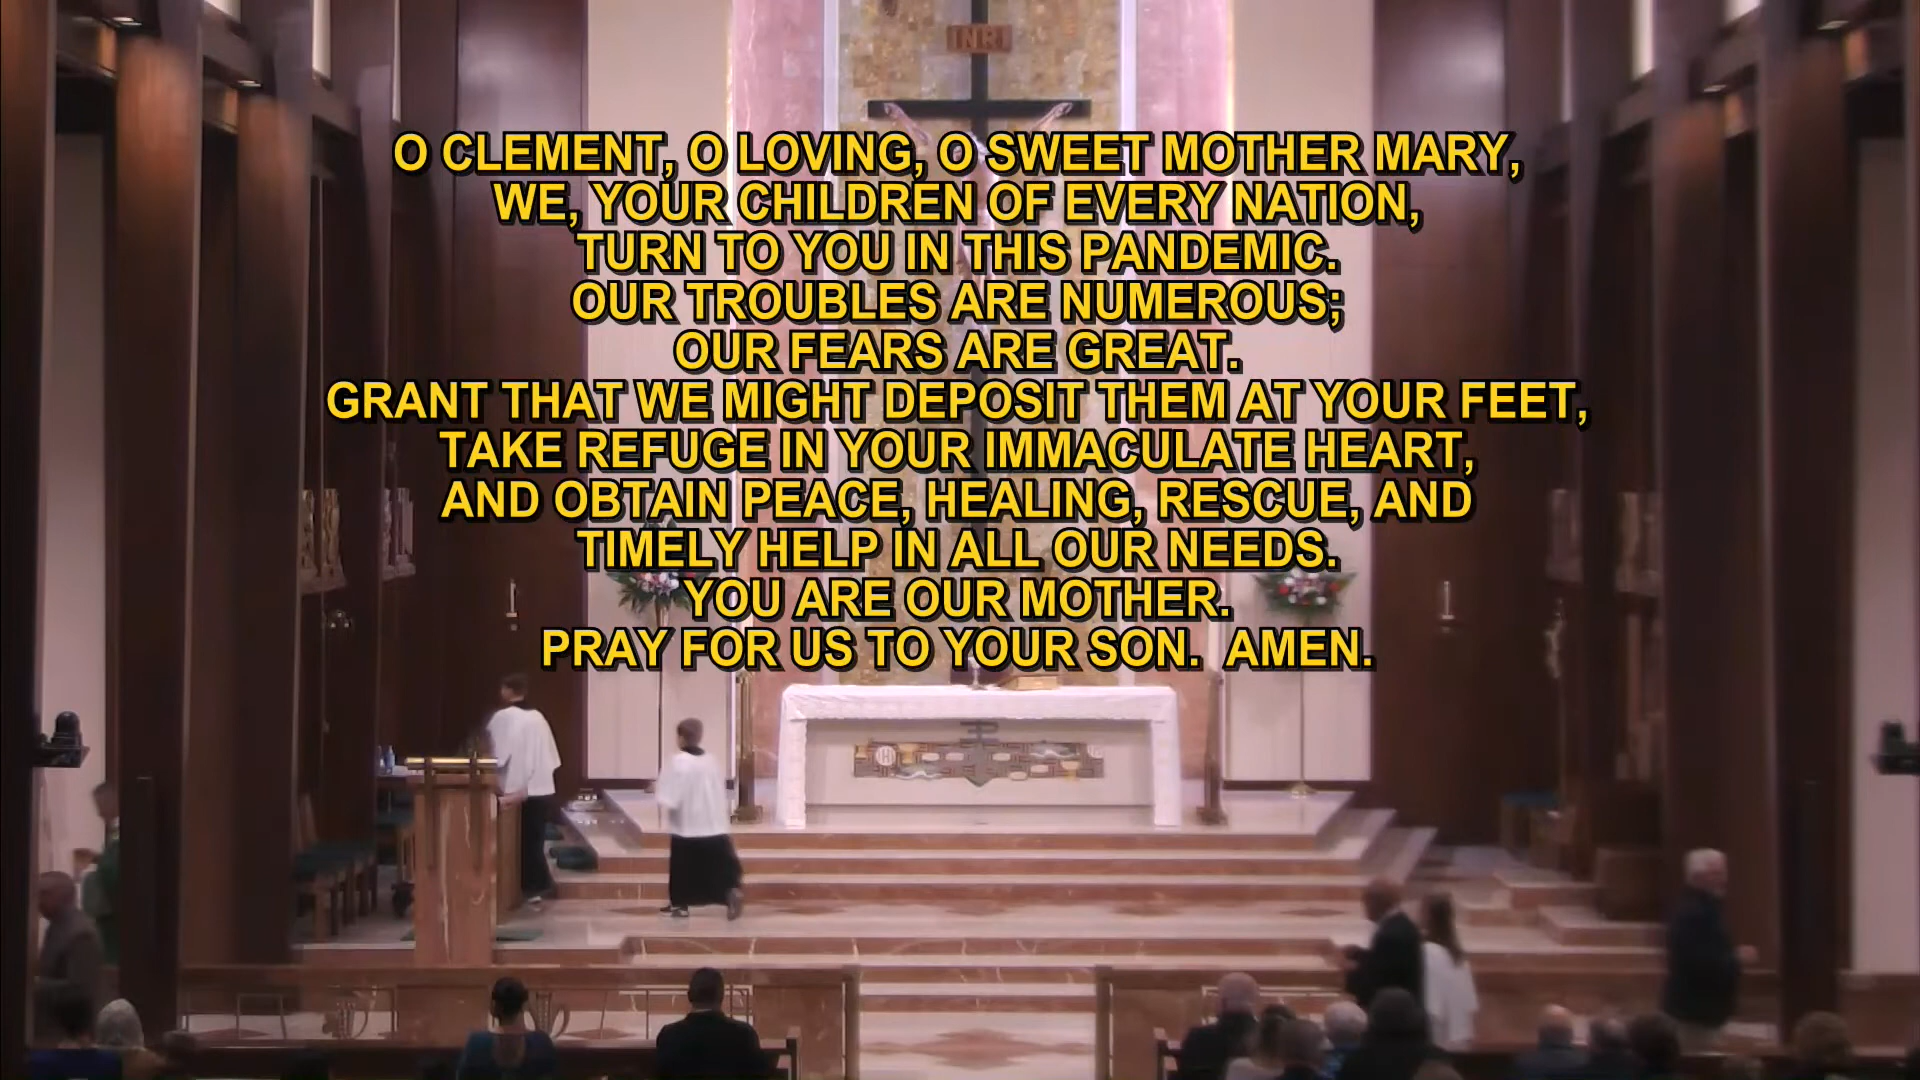 INRI
O CLEMENT, O LOVING, O SWEET MOTHER MARY,
WE, YOUR CHILDREN OF EVERY NATION,
TURN TO YOU IN THIS PANDEMIC.
OUR TROUBLES ARE NUMEROUS;
OUR FEARS ARE GREAT.
GRANT THAT WE MIGHT DEPOSIT THEM AT YOUR FEET,
TAKE REFUGE IN YOUR IMMACULATE HEART,
AND OBTAIN PEACE, HEALING, RESCUE, AND
TIMELY HELP IN ALL OUR NEEDS.
YOU ARE OUR MOTHER.
PRAY FOR US TO YOUR SON.  AMEN.